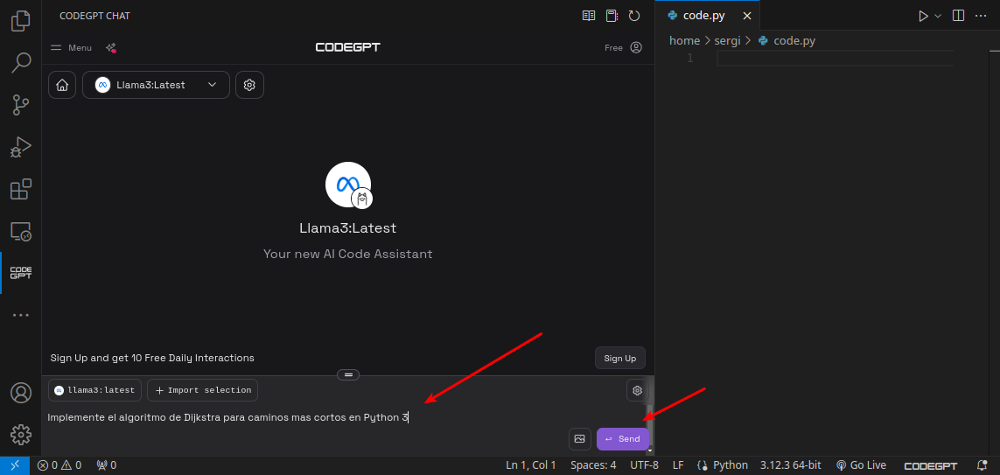 CODEGPT CHAT
code.py
Menu
CODEGPT
Free
home > sergi > code.py
1
Llama3:Latest
Llama3:Latest
Your new AI Code Assistant
CODE
GPT
Sign Up and get 10 Free Daily Interactions
Sign Up
llama3:latest
+ Import selection
Implemente el algoritmo de Dijkstra para caminos mas cortos en Python 3
Send
0 0 0 Ln 1, Col 1 Spaces: 4 UTF-8 LF {} Python 3.12.3 64-bit Go Live CODEGPT